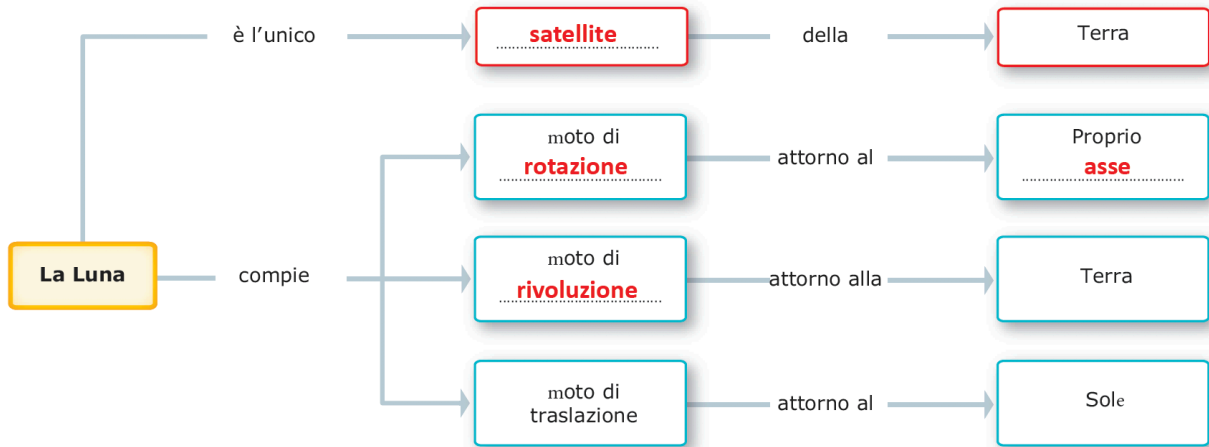 è l'unico
satellite
della
Terra
moto di
rotazione
attorno al
Proprio
asse
La Luna
compie
moto di
rivoluzione
attorno alla
Terra
moto di
traslazione
attorno al
Sole